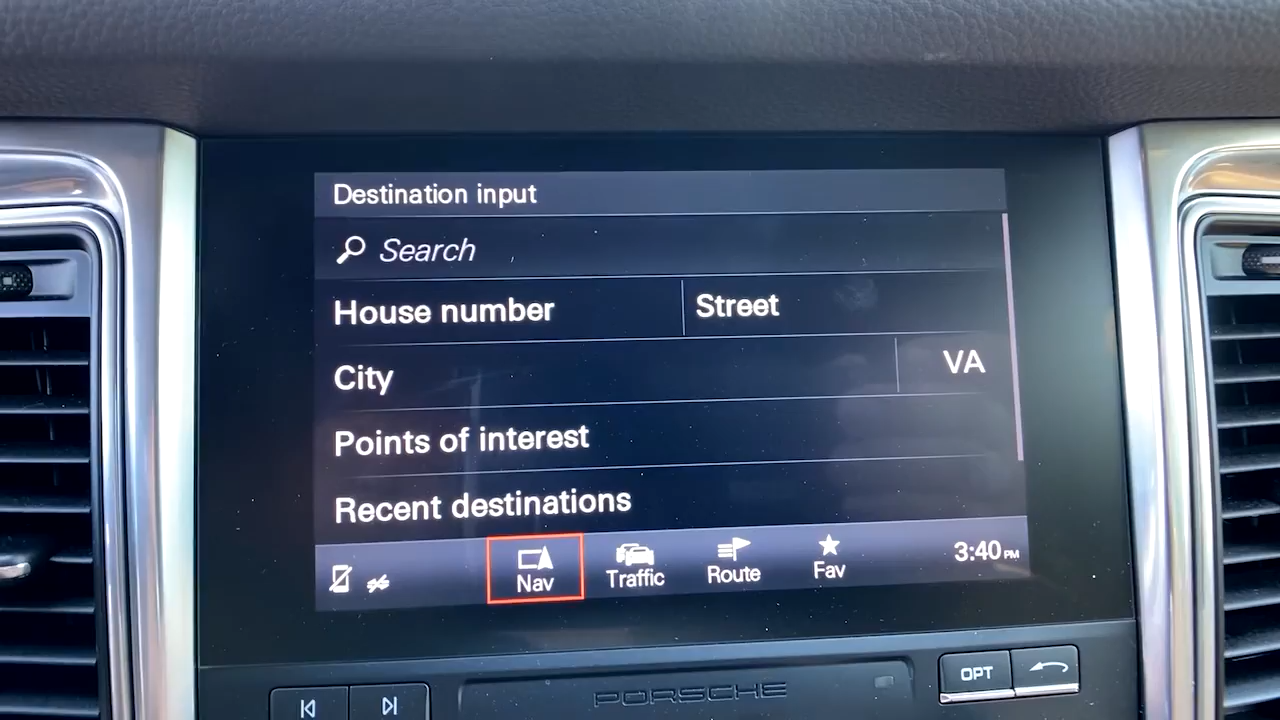 Destination input
Search
House number Street
City VA
Points of interest
Recent destinations
Nav Traffic Route Fav 3:40 PM
OPT
PORSCHE